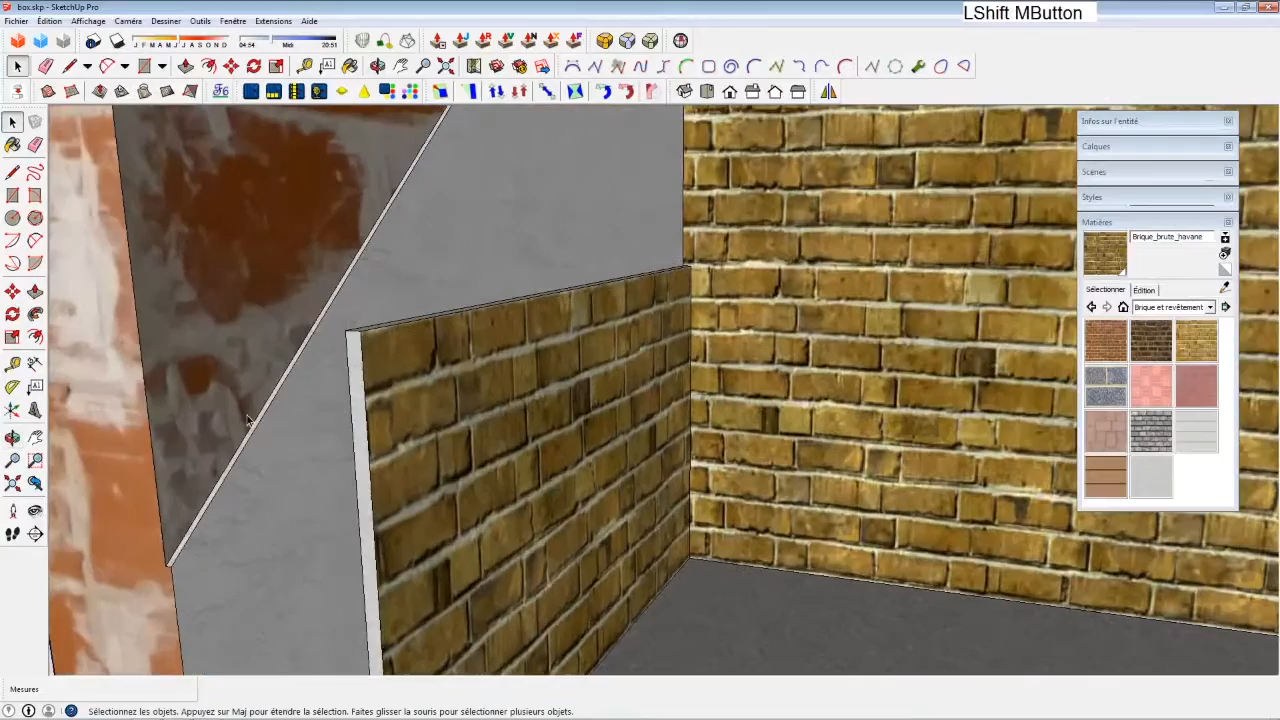 box.skp - SketchUp Pro
LShift MButton
Fichier Édition Affichage Caméra Dessiner Outils Fenêtre Extensions Aide
J F M A M J J A S O N D
04:54 Midi 20:51
Infos sur l'entité
Calques
Scènes
Styles
Matières
Brique_brute_havane
Sélectionner Édition
Brique et revêtement
Mesures
Sélectionnez les objets. Appuyez sur Maj pour étendre la sélection. Faites glisser la souris pour sélectionner plusieurs objets.